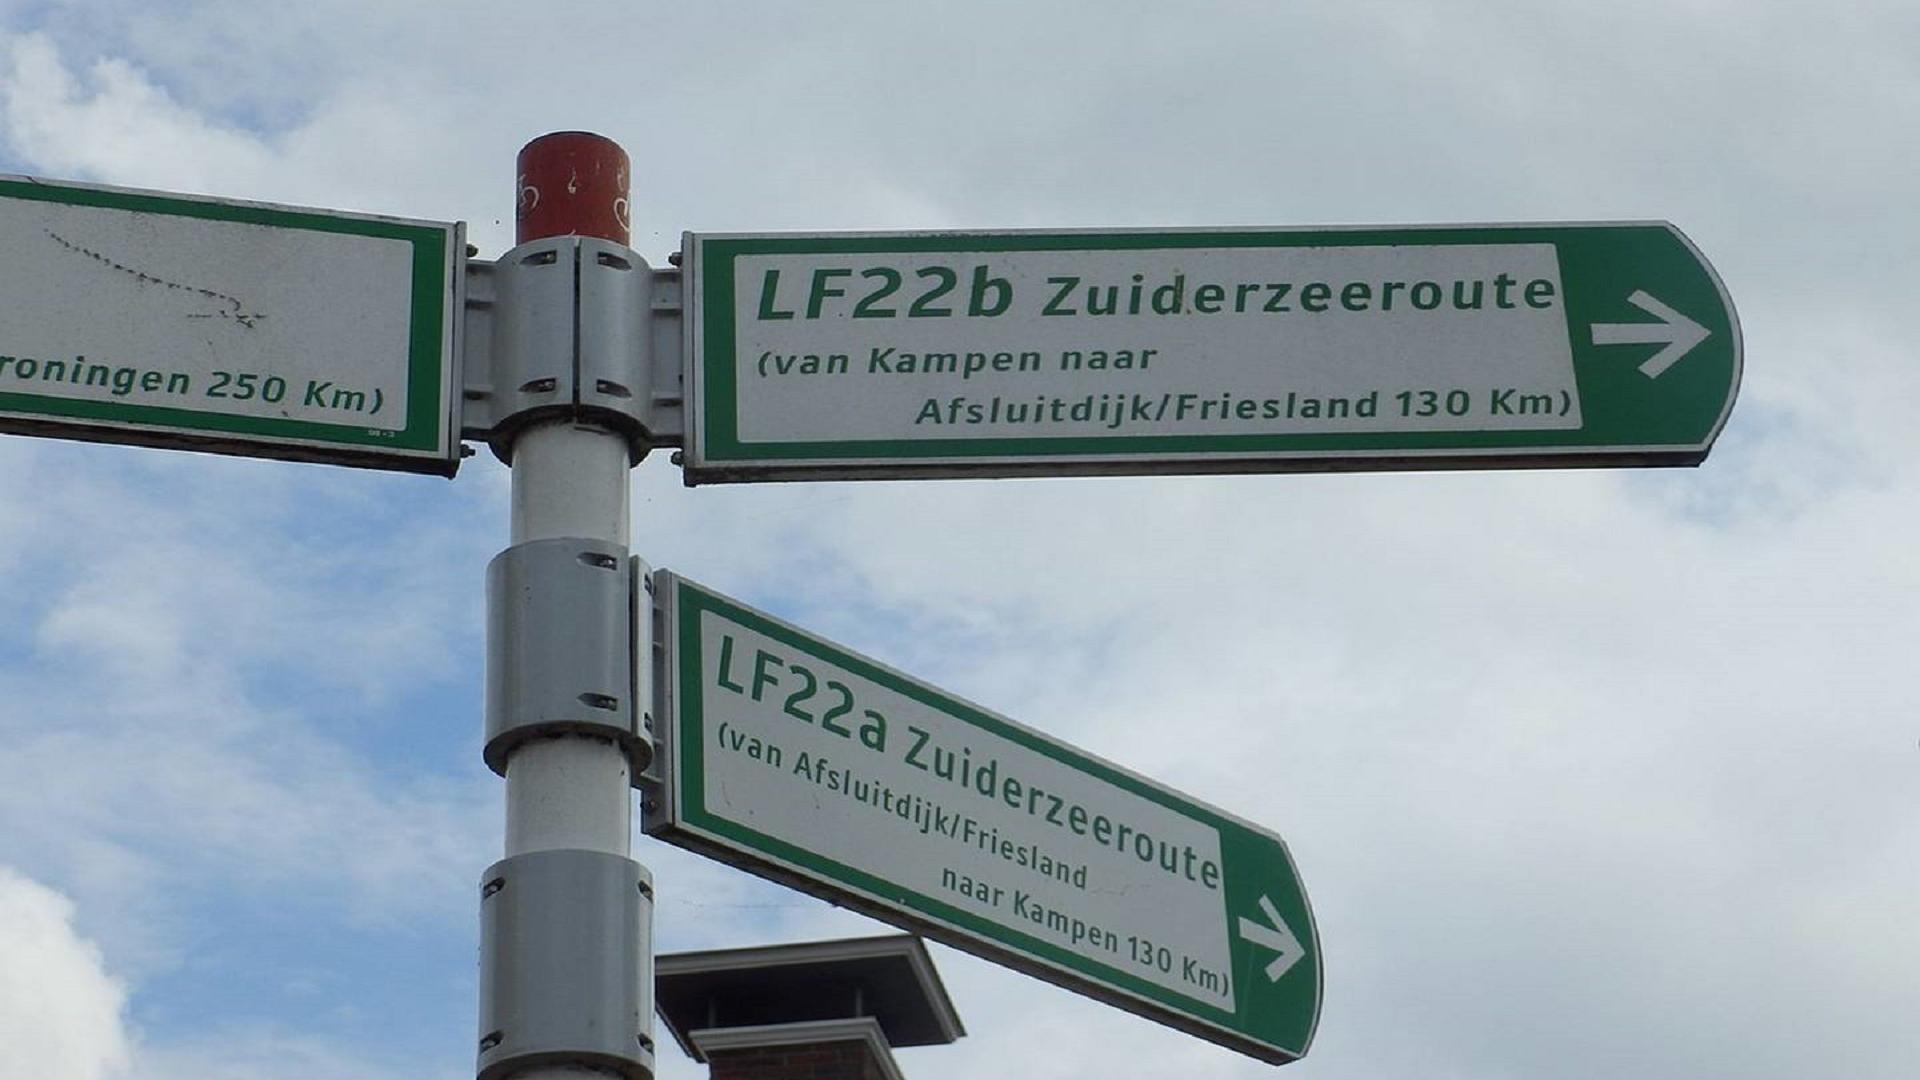 roningen 250 Km)
LF22b Zuiderzeeroute
(van Kampen naar
Afsluitdijk/Friesland 130 Km)
LF22a Zuiderzeeroute
(van Afsluitdijk/Friesland
naar Kampen 130 Km)